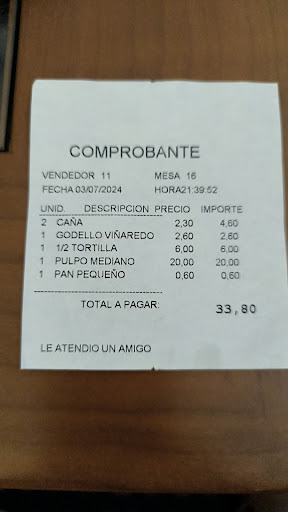 COMPROBANTE
VENDEDOR 11 MESA 16
FECHA 03/07/2024 HORA21:39:52
UNID. DESCRIPCION PRECIO IMPORTE
2 CAÑA 2,30 4,60
1 GODELLO VIÑAREDO 2,60 2,60
1 1/2 TORTILLA 6,00 6,00
1 PULPO MEDIANO 20,00 20,00
1 PAN PEQUEÑO 0,60 0,60
TOTAL A PAGAR: 33,80
LE ATENDIO UN AMIGO